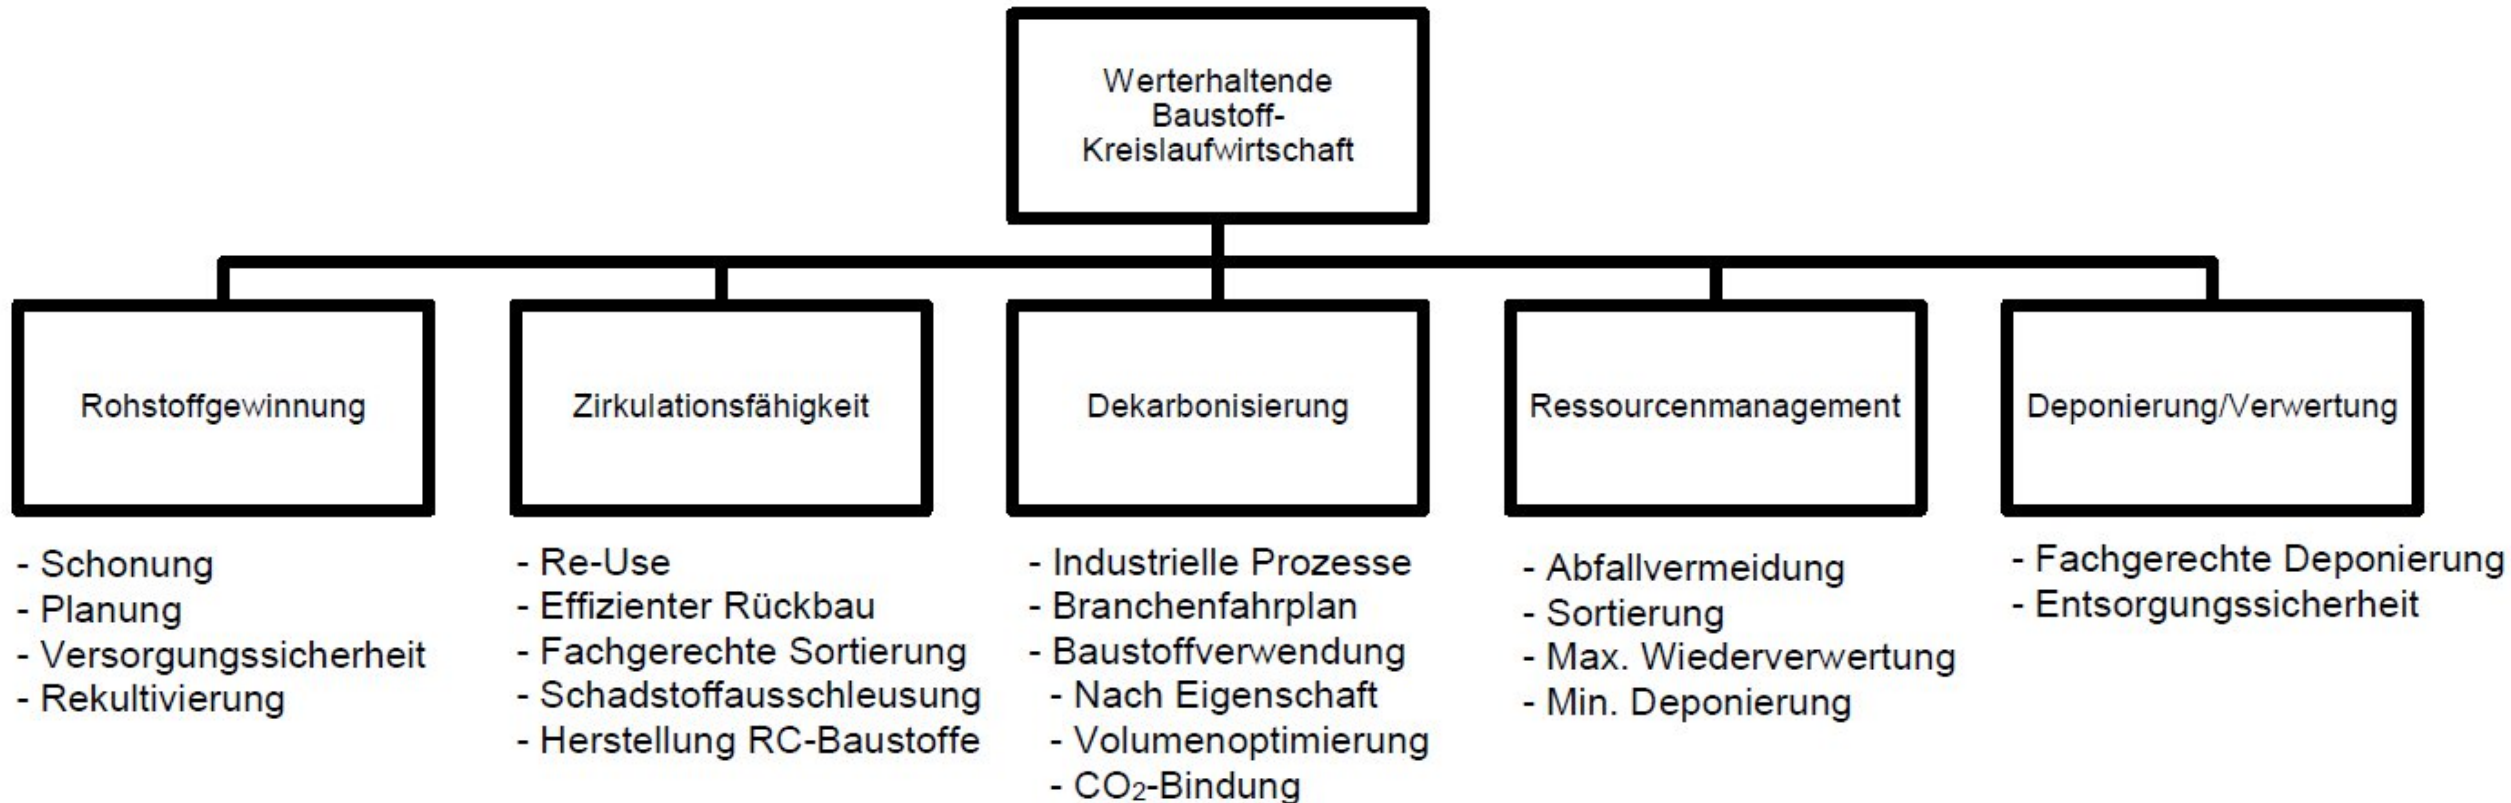 Werterhaltende
Baustoff-
Kreislaufwirtschaft
Rohstoffgewinnung
- Schonung
- Planung
- Versorgungssicherheit
- Rekultivierung
Zirkulationsfähigkeit
- Re-Use
- Effizienter Rückbau
- Fachgerechte Sortierung
- Schadstoffausschleusung
- Herstellung RC-Baustoffe
Dekarbonisierung
- Industrielle Prozesse
- Branchenfahrplan
- Baustoffverwendung
- Nach Eigenschaft
- Volumenoptimierung
- CO₂-Bindung
Ressourcenmanagement
- Abfallvermeidung
- Sortierung
- Max. Wiederverwertung
- Min. Deponierung
Deponierung/Verwertung
- Fachgerechte Deponierung
- Entsorgungssicherheit